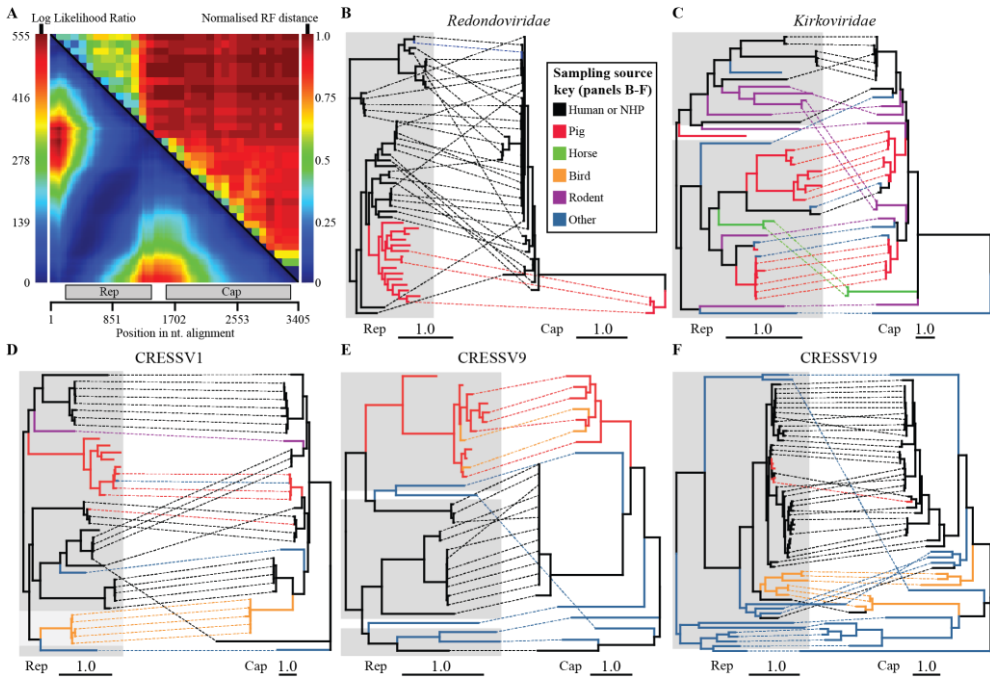 A
Log Likelihood Ratio
Normalised RF distance
555
416
278
139
0
1.0
0.75
0.5
0.25
0
Rep
Cap
1
851
1702
2553
3405
Position in nt. alignment
B
Redondoviridae
Sampling source
key (panels B-F)
Human or NHP
Pig
Horse
Bird
Rodent
Other
Rep
1.0
Cap
1.0
C
Kirkoviridae
Rep
1.0
Cap
1.0
D
CRESSV1
Rep
1.0
Cap
1.0
E
CRESSV9
Rep
1.0
Cap
1.0
F
CRESSV19
Rep
1.0
Cap
1.0